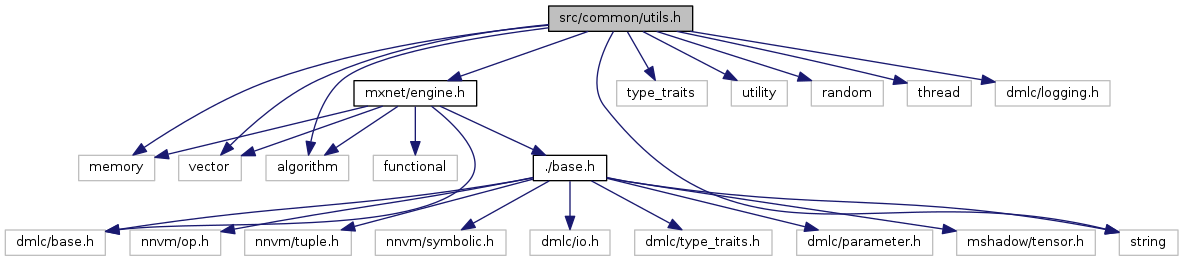 src/common/utils.h
mxnet/engine.h
type_traits
utility
random
thread
dmlc/logging.h
memory
vector
algorithm
functional
./base.h
dmlc/base.h
nnvm/op.h
nnvm/tuple.h
nnvm/symbolic.h
dmlc/io.h
dmlc/type_traits.h
dmlc/parameter.h
mshadow/tensor.h
string